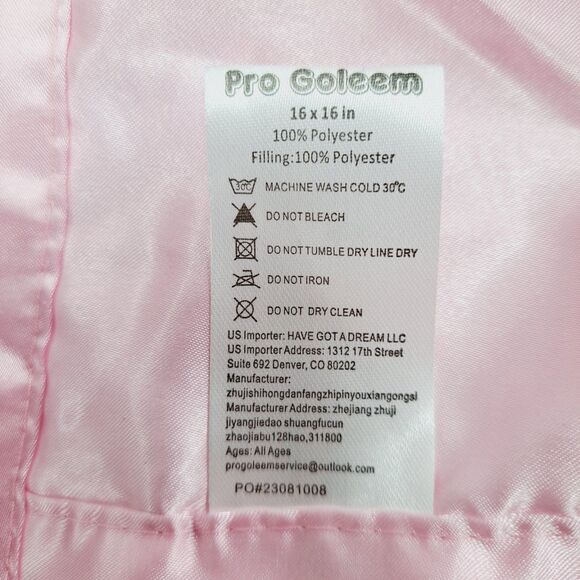 Pro Goleem
16 x 16 in
100% Polyester
Filling:100% Polyester
30°C MACHINE WASH COLD 30°C
DO NOT BLEACH
DO NOT TUMBLE DRY LINE DRY
DO NOT IRON
DO NOT DRY CLEAN
US Importer: HAVE GOT A DREAM LLC
US Importer Address: 1312 17th Street
Suite 692 Denver, CO 80202
Manufacturer:
zhujishihongdanfangzhipinyouxiangongsi
Manufacturer Address: zhejiang zhuji
jiyangjiedao shuangfucun
zhaojiabu128hao,311800
Ages: All Ages
progoleemservice@outlook.com
PO#23081008